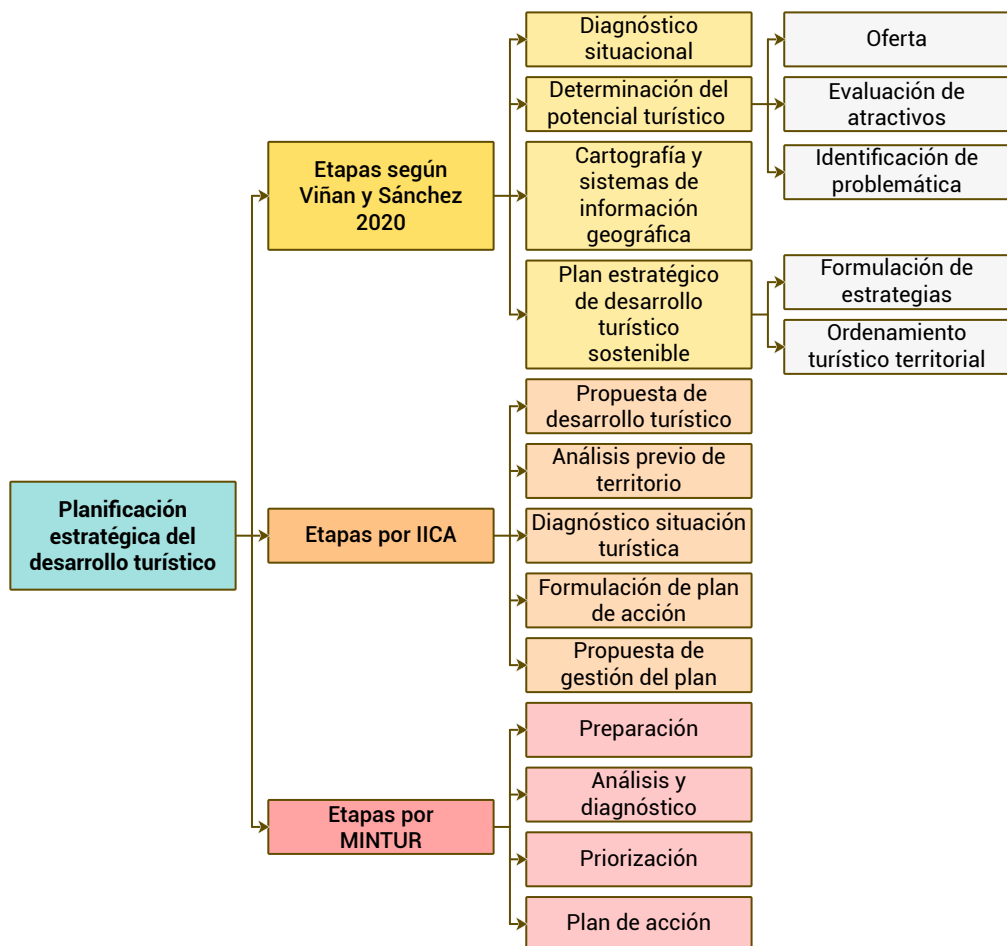 Planificación
estratégica del
desarrollo turístico
Etapas según
Viñan y Sánchez
2020
Diagnóstico
situacional
Determinación del
potencial turístico
Oferta
Evaluación de
atractivos
Identificación de
problemática
Cartografía y
sistemas de
información
geográfica
Plan estratégico
de desarrollo
turístico
sostenible
Formulación de
estrategias
Ordenamiento
turístico territorial
Etapas por IICA
Propuesta de
desarrollo turístico
Análisis previo de
territorio
Diagnóstico situación
turística
Formulación de plan
de acción
Propuesta de
gestión del plan
Etapas por
MINTUR
Preparación
Análisis y
diagnóstico
Priorización
Plan de acción